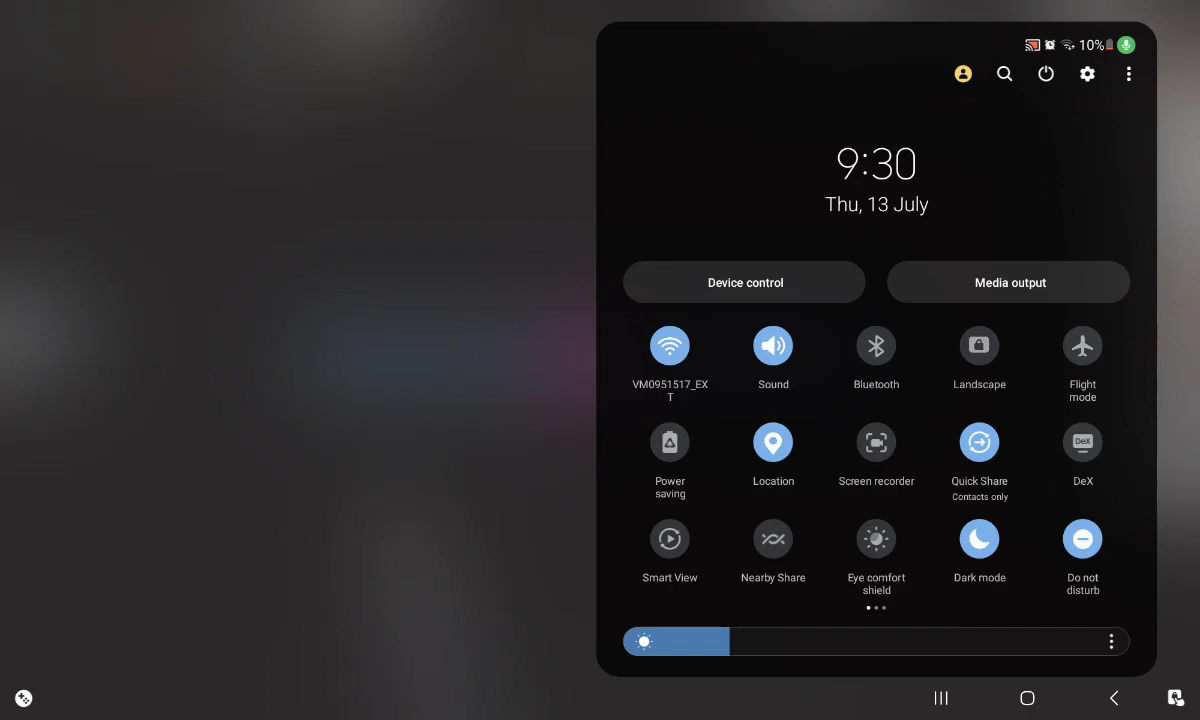 10%
9:30
Thu, 13 July
Device control
Media output
VM0951517_EX
T
Sound
Bluetooth
Landscape
Flight
mode
Power
saving
Location
Screen recorder
Quick Share
Contacts only
DeX
DeX
Smart View
Nearby Share
Eye comfort
shield
Dark mode
Do not
disturb